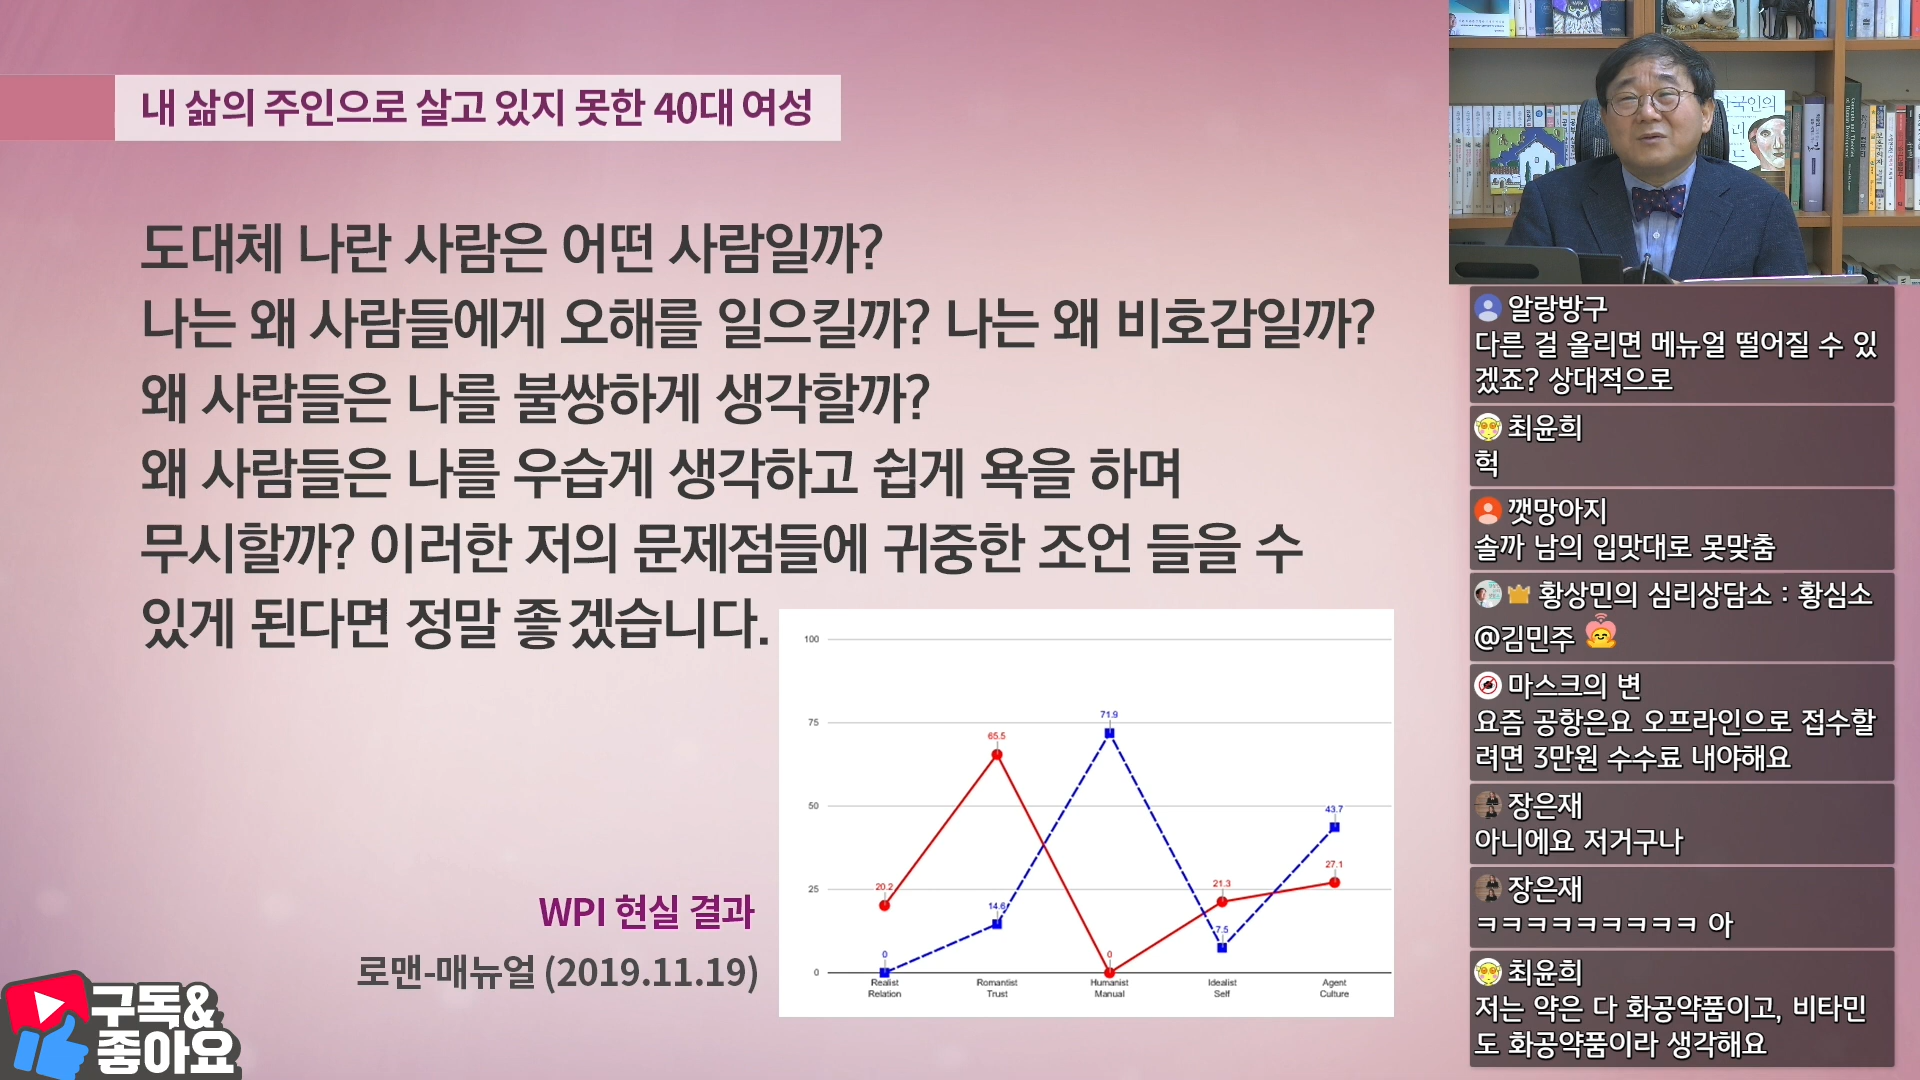 내 삶의 주인으로 살고 있지 못한 40대 여성
도대체 나란 사람은 어떤 사람일까?
나는 왜 사람들에게 오해를 일으킬까? 나는 왜 비호감일까?
왜 사람들은 나를 불쌍하게 생각할까?
왜 사람들은 나를 우습게 생각하고 쉽게 욕을 하며
무시할까? 이러한 저의 문제점들에 귀중한 조언 들을 수
있게 된다면 정말 좋겠습니다.
WPI 현실 결과
로맨-매뉴얼 (2019.11.19)
100
75
50
25
0
20.2
65.5
0
21.3
27.1
0
14.6
71.9
7.5
43.7
Realist
Relation
Romantist
Trust
Humanist
Manual
Idealist
Self
Agent
Culture
구독&
좋아요
알랑방구
다른 걸 올리면 메뉴얼 떨어질 수 있
겠죠? 상대적으로
최윤희
헉
깻망아지
솔까 남의 입맛대로 못맞춤
황상민의 심리상담소 : 황심소
@김민주
마스크의 변
요즘 공항은요 오프라인으로 접수할
려면 3만원 수수료 내야해요
장은재
아니에요 저거구나
장은재
ㅋㅋㅋㅋㅋㅋㅋㅋㅋ 아
최윤희
저는 약은 다 화공약품이고, 비타민
도 화공약품이라 생각해요